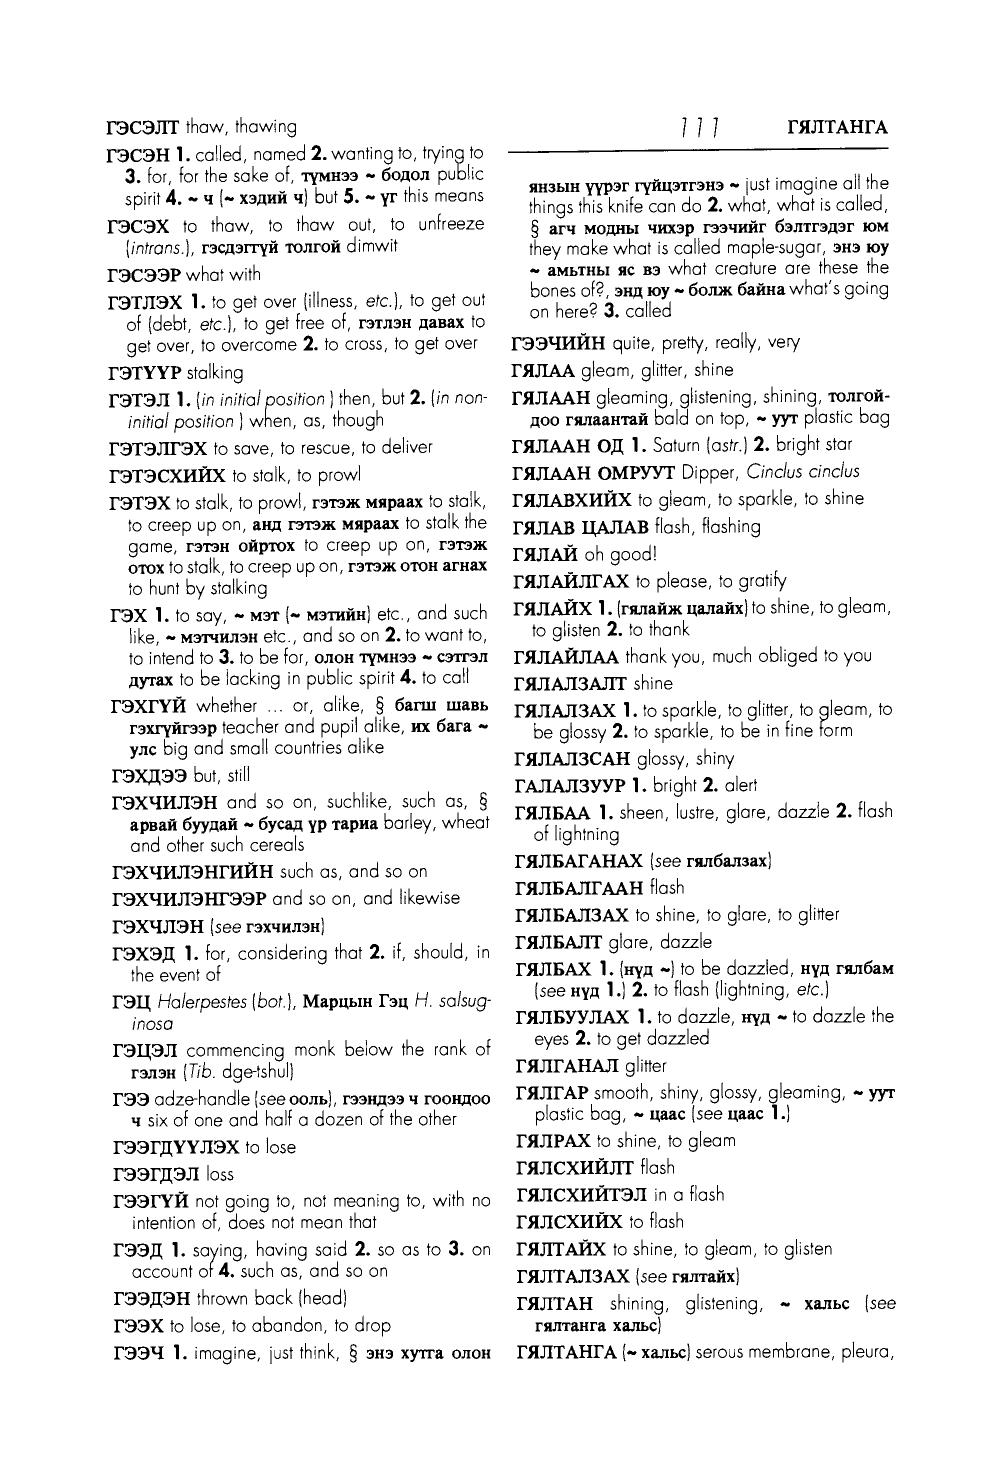 ГЭСЭЛТ thaw, thawing
ГЭСЭН 1. called, named 2. wanting to, trying to
3. for, for the sake of, түмнээ ~ бодол public
spirit 4. ~ ч (~ хэдий ч) but 5. ~ үг this means
ГЭСЭХ to thaw, to thaw out, to unfreeze
(intrans.), гэсдэггүй толгой dimwit
ГЭСЭЭР what with
ГЭТЛЭХ 1. to get over (illness, etc.), to get out
of (debt, etc.), to get free of, гэтлэн давах to
get over, to overcome 2. to cross, to get over
ГЭТҮҮР stalking
ГЭТЭЛ 1. (in initial position ) then, but 2. (in non-
initial position ) when, as, though
ГЭТЭЛГЭХ to save, to rescue, to deliver
ГЭТЭСХИЙХ to stalk, to prowl
ГЭТЭХ to stalk, to prowl, гэтэж мяраах to stalk,
to creep up on, анд гэтэж мяраах to stalk the
game, гэтэн ойртох to creep up on, гэтэж
отох to stalk, to creep up on, гэтэж отон агнах
to hunt by stalking
ГЭХ 1. to say, ~ мэт (~ мэтийн) etc., and such
like, ~ мэтчилэн etc., and so on 2. to want to,
to intend to 3. to be for, олон түмнээ ~ сэтгэл
дутах to be lacking in public spirit 4. to call
ГЭХГҮЙ whether ... or, alike, § багш шавь
гэхгүйгээр teacher and pupil alike, их бага ~
улс big and small countries alike
ГЭХДЭЭ but, still
ГЭХЧИЛЭН and so on, suchlike, such as, §
арвай буудай ~ бусад үр тариа barley, wheat
and other such cereals
ГЭХЧИЛЭНГИЙН such as, and so on
ГЭХЧИЛЭНГЭЭР and so on, and likewise
ГЭХЧЛЭН (see гэхчилэн)
ГЭХЭД 1. for, considering that 2. if, should, in
the event of
ГЭЦ Halerpestes (bot.), Марцын Гэц H. salsug-
inosa
ГЭЦЭЛ commencing monk below the rank of
гэлэн (Tib. dge-tshul)
ГЭЭ adze-handle (see ооль), гээндээ ч гоондоо
ч six of one and half a dozen of the other
ГЭЭГДҮҮЛЭХ to lose
ГЭЭГДЭЛ loss
ГЭЭГҮЙ not going to, not meaning to, with no
intention of, does not mean that
ГЭЭД 1. saying, having said 2. so as to 3. on
account of 4. such as, and so on
ГЭЭДЭН thrown back (head)
ГЭЭХ to lose, to abandon, to drop
ГЭЭЧ 1. imagine, just think, § энэ хутга олон
111 ГЯЛТАНГА
янзын үүрэг гүйцэтгэнэ ~ just imagine all the
things this knife can do 2. what, what is called,
§ агч модны чихэр гээчийг бэлтгэдэг юм
they make what is called maple-sugar, энэ юу
~ амьтны яс вэ what creature are these the
bones of?, энд юу ~ болж байна what's going
on here? 3. called
ГЭЭЧИЙН quite, pretty, really, very
ГЯЛАА gleam, glitter, shine
ГЯЛААН gleaming, glistening, shining, толгой-
доо гялаантай bald on top, ~ уут plastic bag
ГЯЛААН ОД 1. Saturn (astr.) 2. bright star
ГЯЛААН ОМРУУТ Dipper, Cinclus cinclus
ГЯЛАВХИЙХ to gleam, to sparkle, to shine
ГЯЛАВ ЦАЛАВ flash, flashing
ГЯЛАЙ oh good!
ГЯЛАЙЛГАХ to please, to gratify
ГЯЛАЙХ 1. (гялайж цалайх) to shine, to gleam,
to glisten 2. to thank
ГЯЛАЙЛАА thank you, much obliged to you
ГЯЛАЛЗАЛТ shine
ГЯЛАЛЗАХ 1. to sparkle, to glitter, to gleam, to
be glossy 2. to sparkle, to be in fine form
ГЯЛАЛЗСАН glossy, shiny
ГАЛАЛЗУУР 1. bright 2. alert
ГЯЛБАА 1. sheen, lustre, glare, dazzle 2. flash
of lightning
ГЯЛБАГАНАХ (see гялбалзах)
ГЯЛБАЛГААН flash
ГЯЛБАЛЗАХ to shine, to glare, to glitter
ГЯЛБАЛТ glare, dazzle
ГЯЛБАХ 1. (нүд ~) to be dazzled, нүд гялбам
(see нүд 1.) 2. to flash (lightning, etc.)
ГЯЛБУУЛАХ 1. to dazzle, нүд ~ to dazzle the
eyes 2. to get dazzled
ГЯЛГАНАЛ glitter
ГЯЛГАР smooth, shiny, glossy, gleaming, ~ уут
plastic bag, ~ цаас (see цаас 1.)
ГЯЛРАХ to shine, to gleam
ГЯЛСХИЙЛТ flash
ГЯЛСХИЙТЭЛ in a flash
ГЯЛСХИЙХ to flash
ГЯЛТАЙХ to shine, to gleam, to glisten
ГЯЛТАЛЗАХ (see гялтайх)
ГЯЛТАН shining, glistening, ~ хальс (see
гялтанга хальс)
ГЯЛТАНГА (~ хальс) serous membrane, pleura,